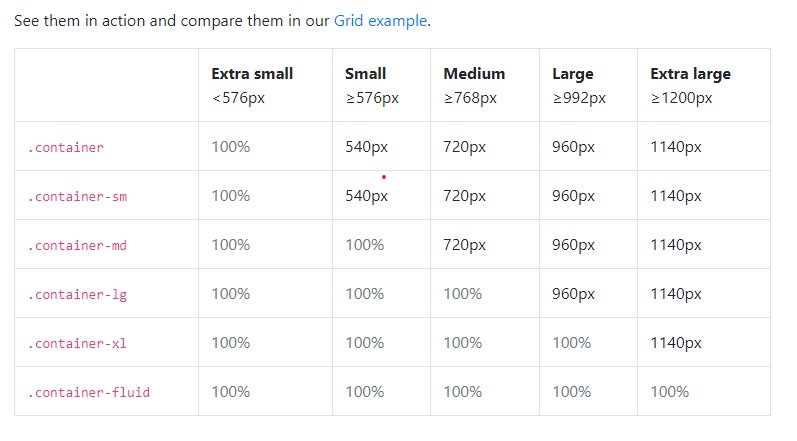 See them in action and compare them in our Grid example.
Extra small Small Medium Large Extra large
<576px ≥576px ≥768px ≥992px ≥1200px
.container 100% 540px 720px 960px 1140px
.container-sm 100% 540px 720px 960px 1140px
.container-md 100% 100% 720px 960px 1140px
.container-lg 100% 100% 100% 960px 1140px
.container-xl 100% 100% 100% 100% 1140px
.container-fluid 100% 100% 100% 100% 100%